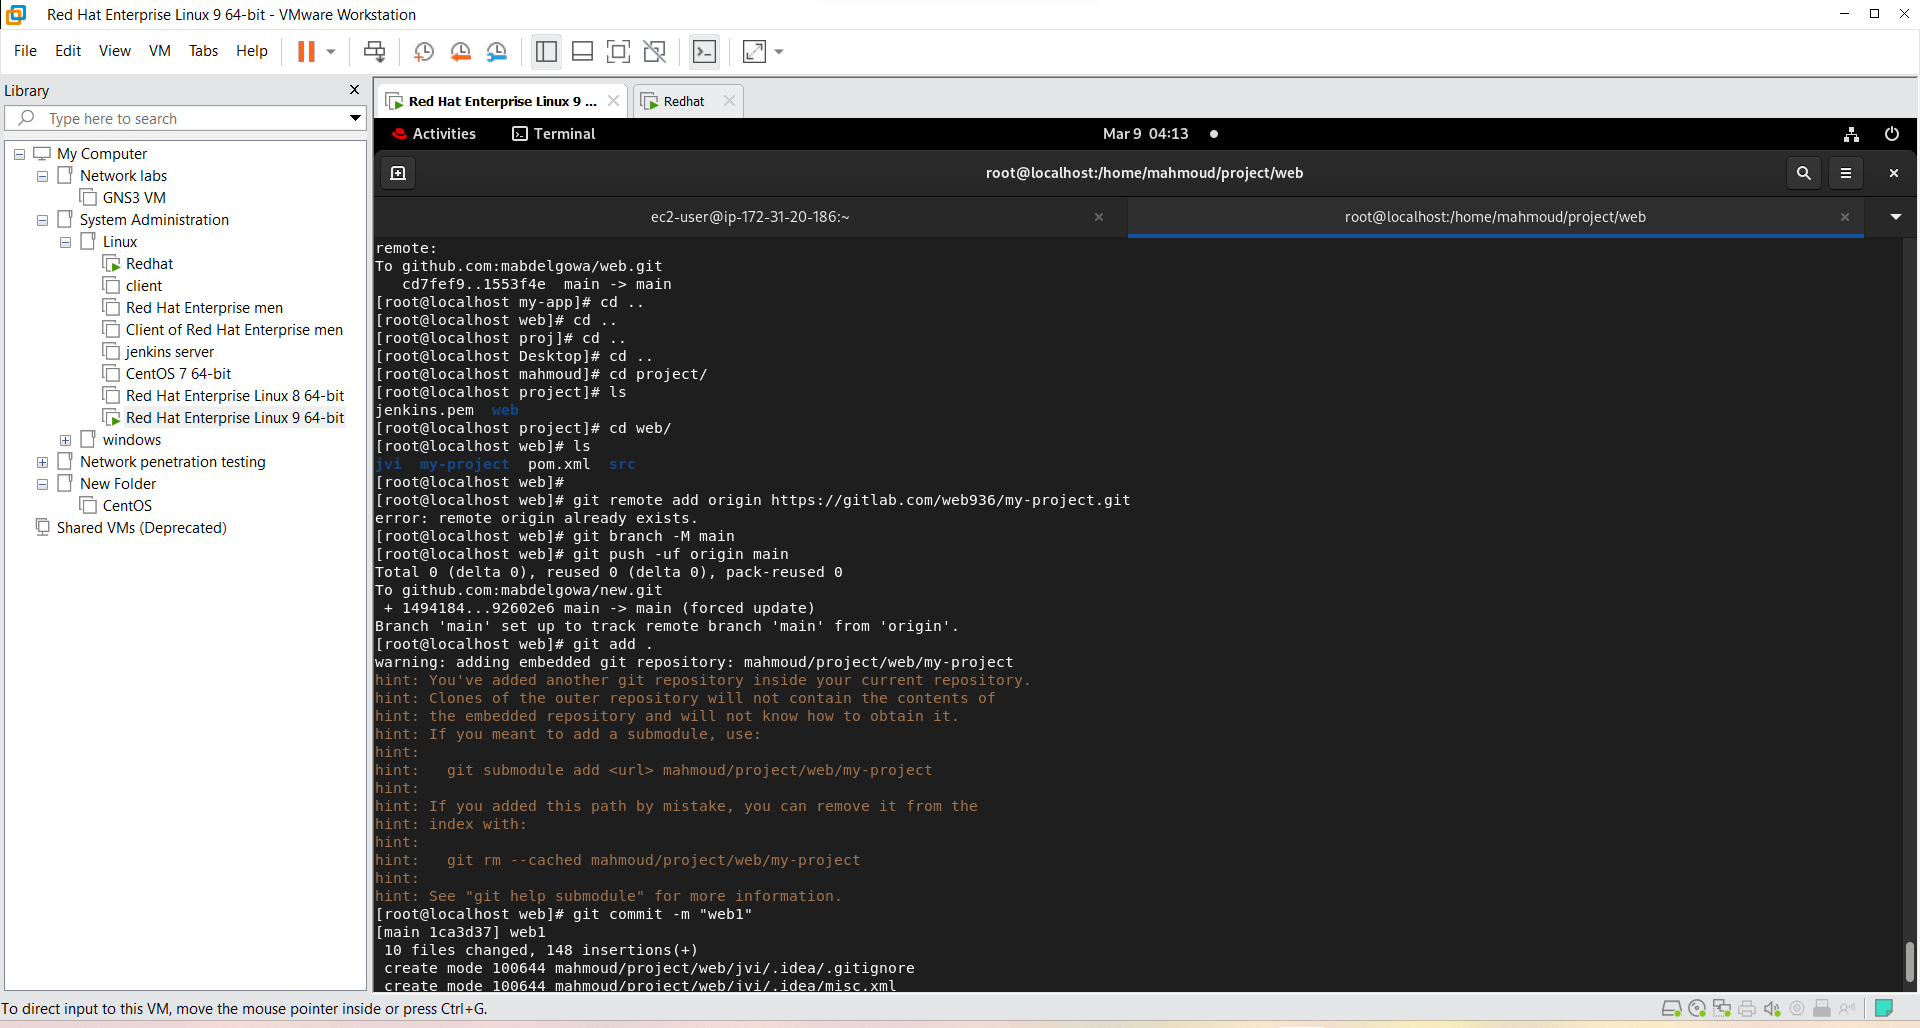 Red Hat Enterprise Linux 9 64-bit - VMware Workstation
File Edit View VM Tabs Help
Library
Type here to search
My Computer
Network labs
GNS3 VM
System Administration
Linux
Redhat
client
Red Hat Enterprise men
Client of Red Hat Enterprise men
jenkins server
CentOS 7 64-bit
Red Hat Enterprise Linux 8 64-bit
Red Hat Enterprise Linux 9 64-bit
windows
Network penetration testing
New Folder
CentOS
Shared VMs (Deprecated)
Red Hat Enterprise Linux 9 ... Redhat
Activities Terminal Mar 9 04:13
root@localhost:/home/mahmoud/project/web
ec2-user@ip-172-31-20-186:~ root@localhost:/home/mahmoud/project/web
remote:
To github.com:mabdelgowa/web.git
   cd7fef9..1553f4e  main -> main
[root@localhost my-app]# cd ..
[root@localhost web]# cd ..
[root@localhost proj]# cd ..
[root@localhost Desktop]# cd ..
[root@localhost mahmoud]# cd project/
[root@localhost project]# ls
jenkins.pem  web
[root@localhost project]# cd web/
[root@localhost web]# ls
jvi  my-project  pom.xml  src
[root@localhost web]#
[root@localhost web]# git remote add origin https://gitlab.com/web936/my-project.git
error: remote origin already exists.
[root@localhost web]# git branch -M main
[root@localhost web]# git push -uf origin main
Total 0 (delta 0), reused 0 (delta 0), pack-reused 0
To github.com:mabdelgowa/new.git
 + 1494184...92602e6 main -> main (forced update)
Branch 'main' set up to track remote branch 'main' from 'origin'.
[root@localhost web]# git add .
warning: adding embedded git repository: mahmoud/project/web/my-project
hint: You've added another git repository inside your current repository.
hint: Clones of the outer repository will not contain the contents of
hint: the embedded repository and will not know how to obtain it.
hint: If you meant to add a submodule, use:
hint:
hint:   git submodule add <url> mahmoud/project/web/my-project
hint:
hint: If you added this path by mistake, you can remove it from the
hint: index with:
hint:
hint:   git rm --cached mahmoud/project/web/my-project
hint:
hint: See "git help submodule" for more information.
[root@localhost web]# git commit -m "web1"
[main 1ca3d37] web1
 10 files changed, 148 insertions(+)
 create mode 100644 mahmoud/project/web/jvi/.idea/.gitignore
 create mode 100644 mahmoud/project/web/jvi/.idea/misc.xml
To direct input to this VM, move the mouse pointer inside or press Ctrl+G.